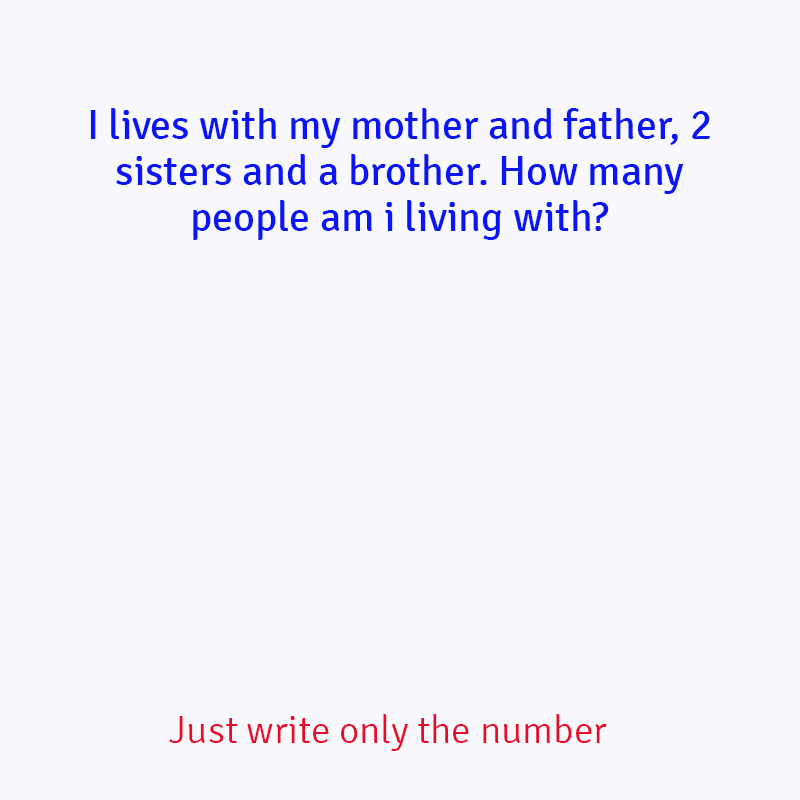 I lives with my mother and father, 2
sisters and a brother. How many
people am i living with?
Just write only the number